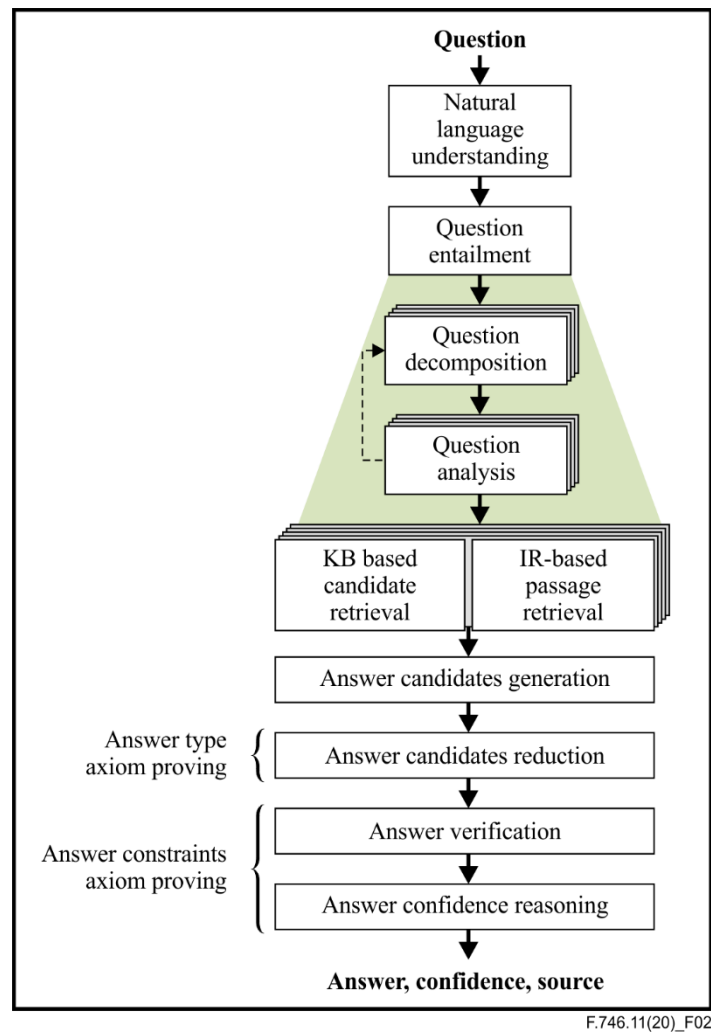 Question
Natural
language
understanding
Question
entailment
Question
decomposition
Question
analysis
KB based
candidate
retrieval
IR-based
passage
retrieval
Answer candidates generation
Answer type
axiom proving
Answer candidates reduction
Answer constraints
axiom proving
Answer verification
Answer confidence reasoning
Answer, confidence, source
F.746.11(20)_F02